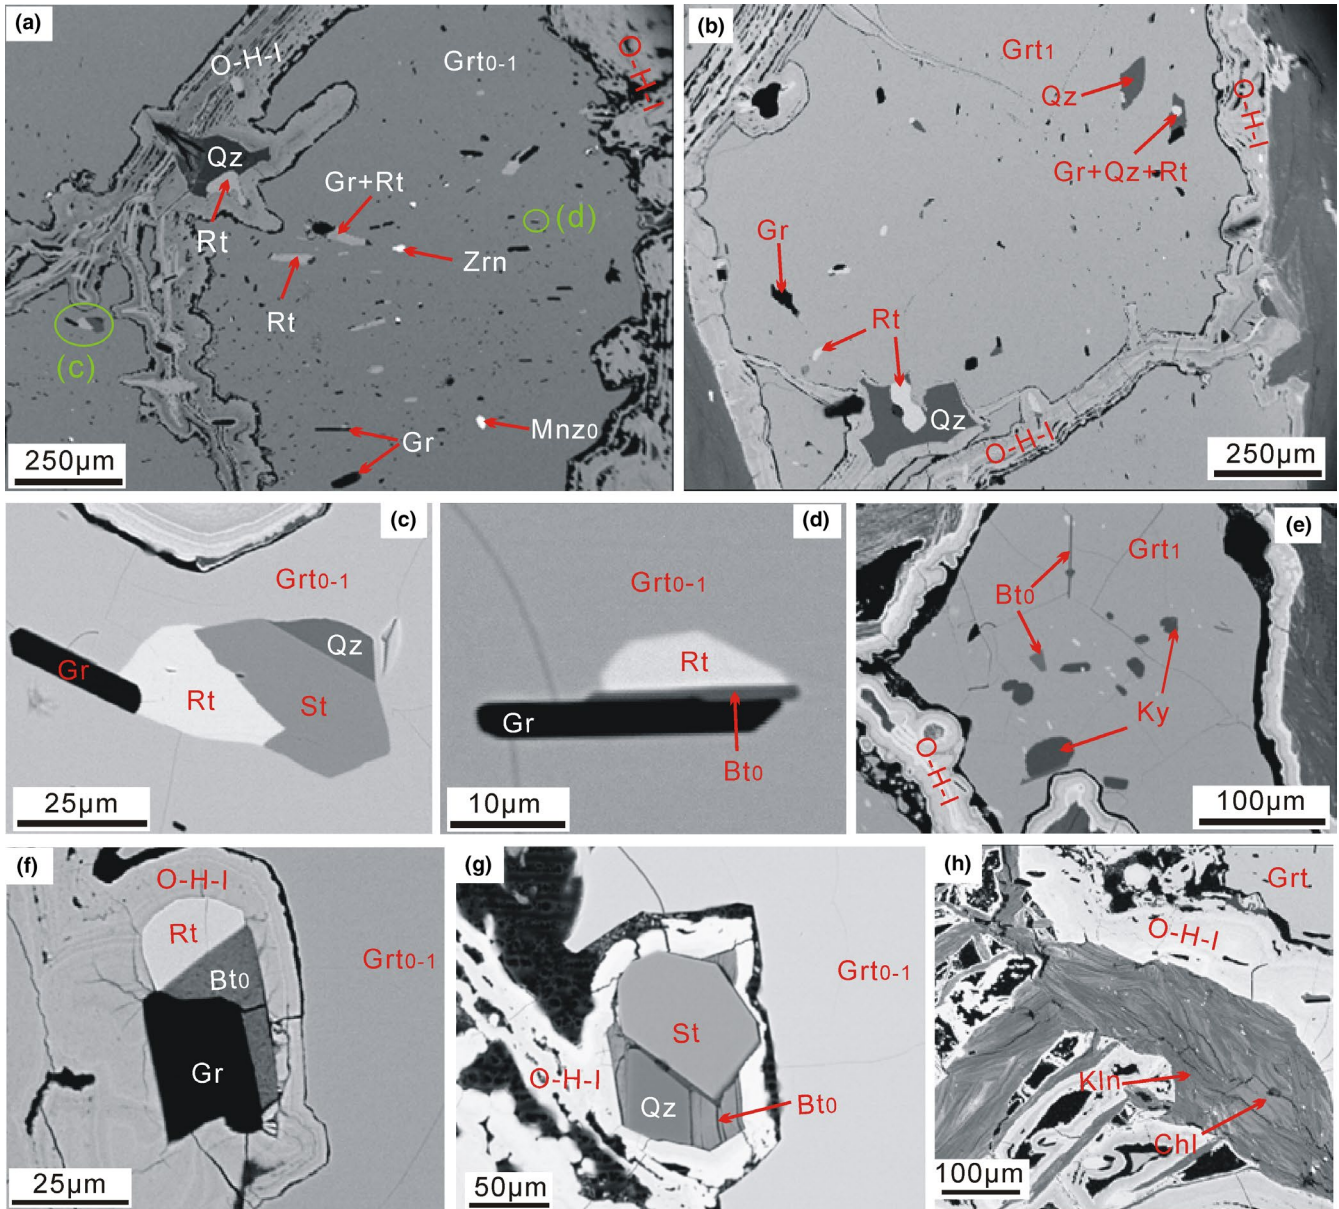 (a)
O-H-I
Grt0-1
O-H-I
Qz
Gr+Rt
(d)
Rt
Zrn
Rt
(c)
Gr
Mnz0
250µm
(b)
Grt1
Qz
O-H-I
Gr+Qz+Rt
Gr
Rt
Qz
O-H-I
250µm
(c)
Grt0-1
Qz
Gr
Rt
St
25µm
(d)
Grt0-1
Rt
Gr
Bt0
10µm
(e)
Grt1
Bt0
Ky
O-H-I
100µm
(f)
O-H-I
Rt
Grt0-1
Bt0
Gr
25µm
(g)
Grt0-1
St
O-H-I
Qz
Bt0
50µm
(h)
Grt
O-H-I
Kln
Chl
100µm